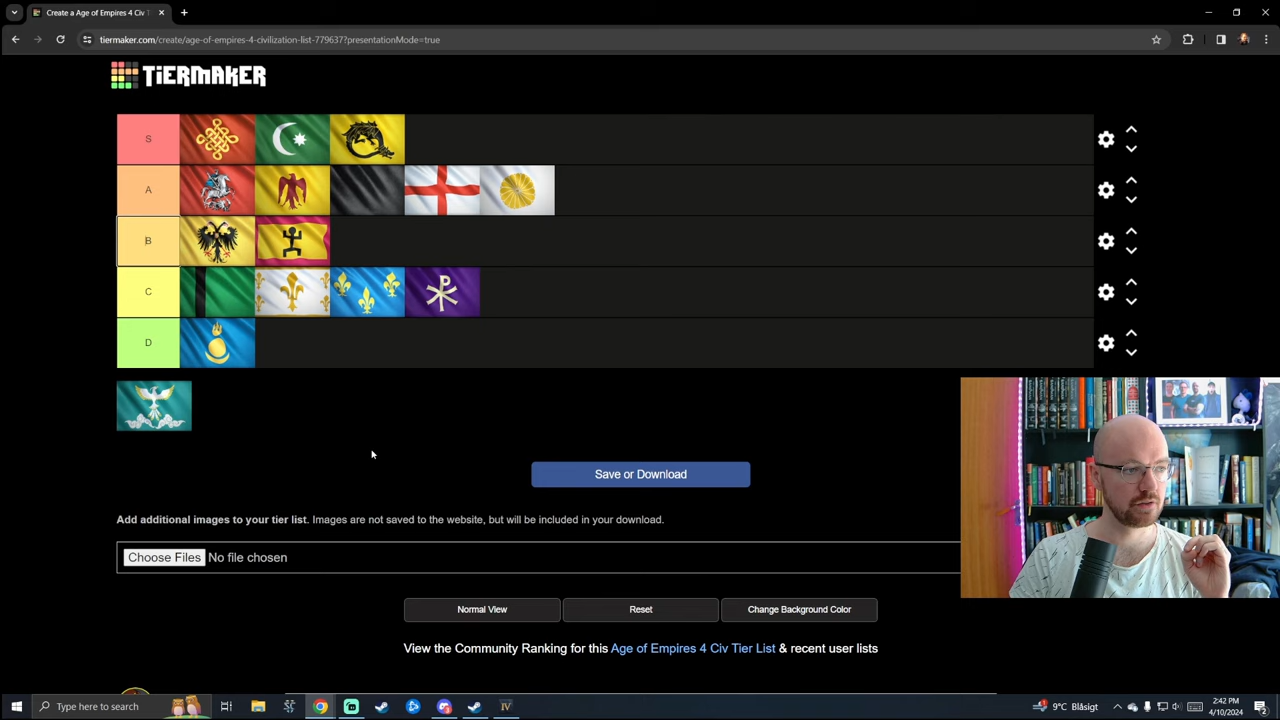 Create a Age of Empires 4 Civ T
tiermaker.com/create/age-of-empires-4-civilization-list-779637?presentationMode=true
TiERMAKER
S
A
B
C
D
Save or Download
Add additional images to your tier list. Images are not saved to the website, but will be included in your download.
Choose Files No file chosen
Normal View
Reset
Change Background Color
View the Community Ranking for this Age of Empires 4 Civ Tier List & recent user lists
Type here to search
IV
9°C Blåsigt
2:42 PM
4/10/2024
2